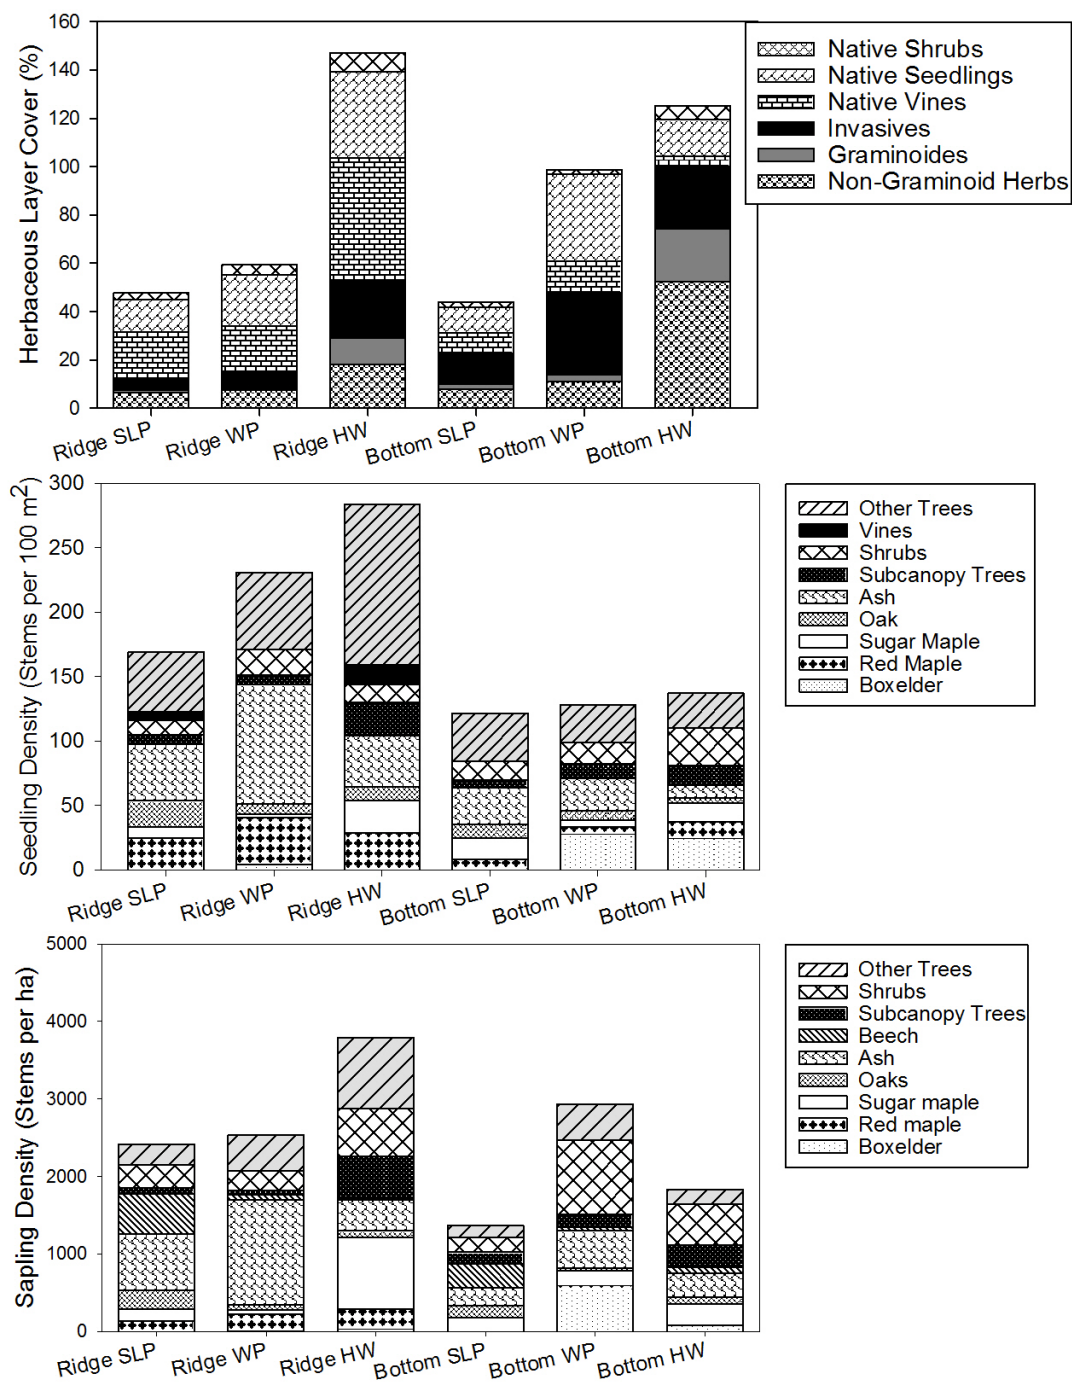 Herbaceous Layer Cover (%)
160
140
120
100
80
60
40
20
0
Native Shrubs
Native Seedlings
Native Vines
Invasives
Graminoides
Non-Graminoid Herbs
Ridge SLP
Ridge WP
Ridge HW
Bottom SLP
Bottom WP
Bottom HW
Seedling Density (Stems per 100 m²)
300
250
200
150
100
50
0
Other Trees
Vines
Shrubs
Subcanopy Trees
Ash
Oak
Sugar Maple
Red Maple
Boxelder
Ridge SLP
Ridge WP
Ridge HW
Bottom SLP
Bottom WP
Bottom HW
Sapling Density (Stems per ha)
5000
4000
3000
2000
1000
0
Other Trees
Shrubs
Subcanopy Trees
Beech
Ash
Oaks
Sugar maple
Red maple
Boxelder
Ridge SLP
Ridge WP
Ridge HW
Bottom SLP
Bottom WP
Bottom HW